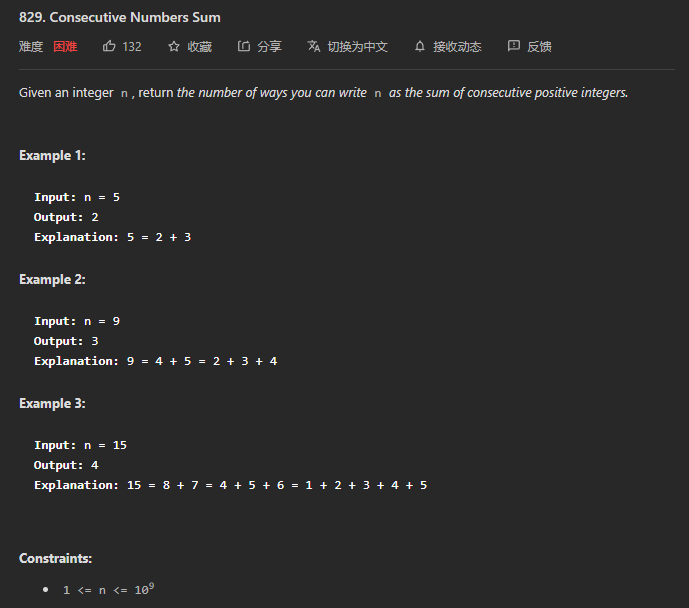 829. Consecutive Numbers Sum
难度 困难 132 收藏 分享 切换为中文 接收动态 反馈
Given an integer n , return the number of ways you can write n as the sum of consecutive positive integers.
Example 1:
Input: n = 5
Output: 2
Explanation: 5 = 2 + 3
Example 2:
Input: n = 9
Output: 3
Explanation: 9 = 4 + 5 = 2 + 3 + 4
Example 3:
Input: n = 15
Output: 4
Explanation: 15 = 8 + 7 = 4 + 5 + 6 = 1 + 2 + 3 + 4 + 5
Constraints:
• 1 <= n <= 10⁹